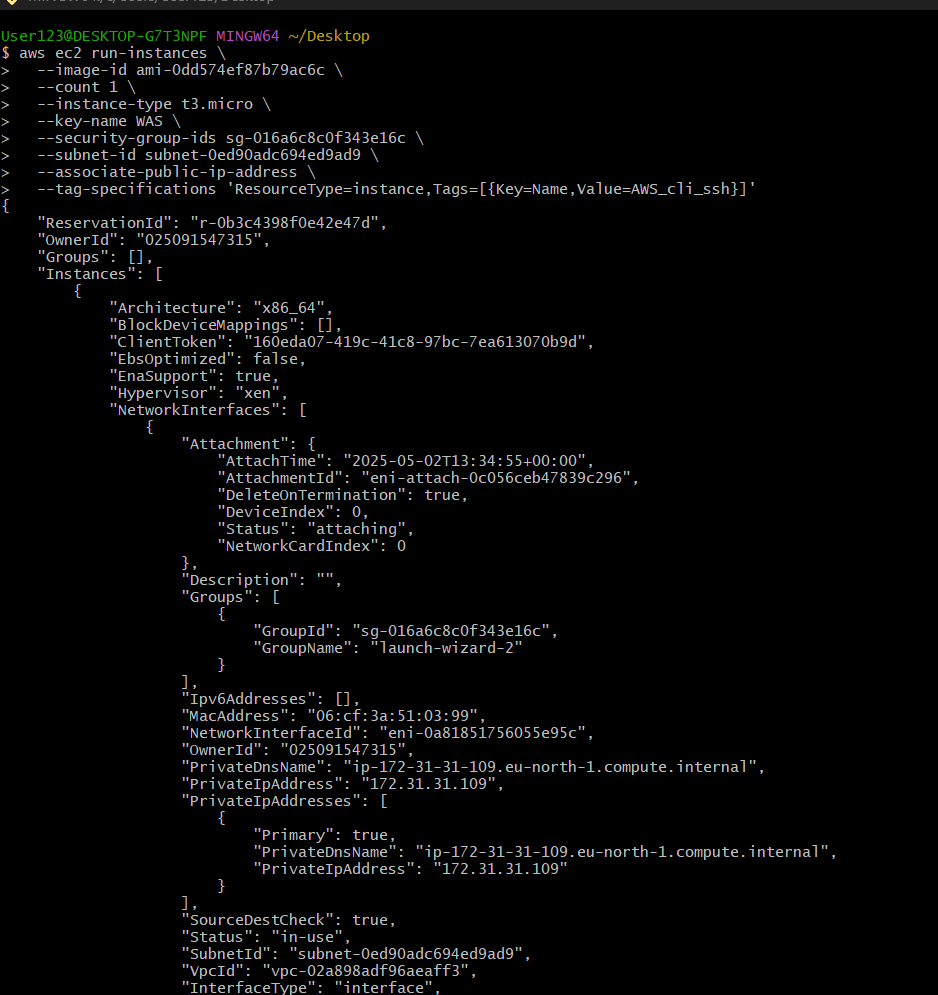 User123@DESKTOP-G7T3NPF MINGW64 ~/Desktop
$ aws ec2 run-instances \
>   --image-id ami-0dd574ef87b79ac6c \
>   --count 1 \
>   --instance-type t3.micro \
>   --key-name WAS \
>   --security-group-ids sg-016a6c8c0f343e16c \
>   --subnet-id subnet-0ed90adc694ed9ad9 \
>   --associate-public-ip-address \
>   --tag-specifications 'ResourceType=instance,Tags=[{Key=Name,Value=AWS_cli_ssh}]'
{
    "ReservationId": "r-0b3c4398f0e42e47d",
    "OwnerId": "025091547315",
    "Groups": [],
    "Instances": [
        {
            "Architecture": "x86_64",
            "BlockDeviceMappings": [],
            "ClientToken": "160eda07-419c-41c8-97bc-7ea613070b9d",
            "EbsOptimized": false,
            "EnaSupport": true,
            "Hypervisor": "xen",
            "NetworkInterfaces": [
                {
                    "Attachment": {
                        "AttachTime": "2025-05-02T13:34:55+00:00",
                        "AttachmentId": "eni-attach-0c056ceb47839c296",
                        "DeleteOnTermination": true,
                        "DeviceIndex": 0,
                        "Status": "attaching",
                        "NetworkCardIndex": 0
                    },
                    "Description": "",
                    "Groups": [
                        {
                            "GroupId": "sg-016a6c8c0f343e16c",
                            "GroupName": "launch-wizard-2"
                        }
                    ],
                    "Ipv6Addresses": [],
                    "MacAddress": "06:cf:3a:51:03:99",
                    "NetworkInterfaceId": "eni-0a81851756055e95c",
                    "OwnerId": "025091547315",
                    "PrivateDnsName": "ip-172-31-31-109.eu-north-1.compute.internal",
                    "PrivateIpAddress": "172.31.31.109",
                    "PrivateIpAddresses": [
                        {
                            "Primary": true,
                            "PrivateDnsName": "ip-172-31-31-109.eu-north-1.compute.internal",
                            "PrivateIpAddress": "172.31.31.109"
                        }
                    ],
                    "SourceDestCheck": true,
                    "Status": "in-use",
                    "SubnetId": "subnet-0ed90adc694ed9ad9",
                    "VpcId": "vpc-02a898adf96aeaff3",
                    "InterfaceType": "interface",